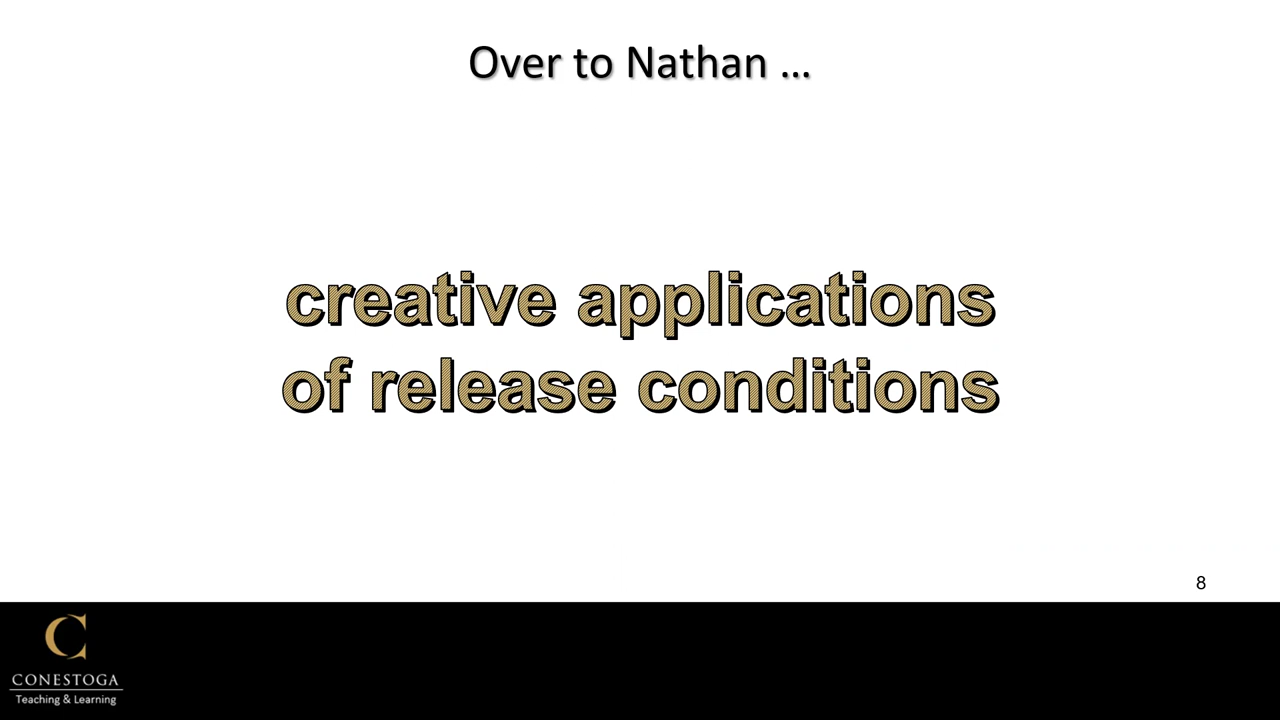 Over to Nathan …
creative applications
of release conditions
8
C
CONESTOGA
Teaching & Learning